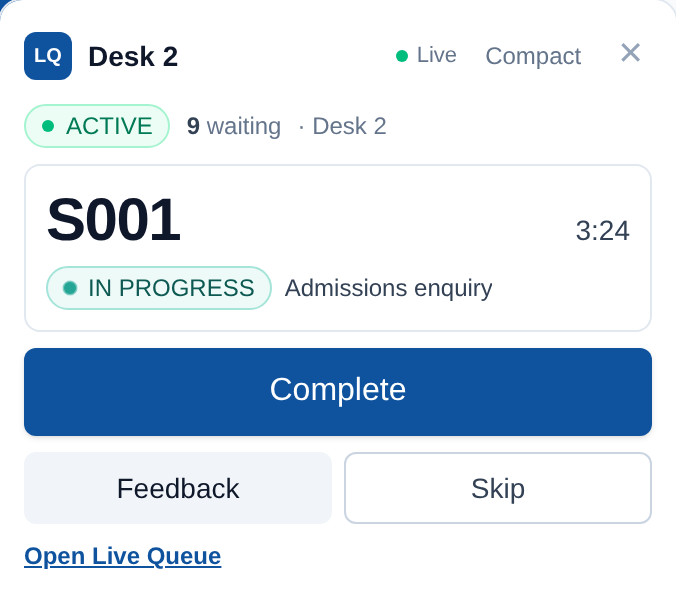 LQ Desk 2 Live Compact ✕
ACTIVE 9 waiting · Desk 2
S001 3:24
IN PROGRESS Admissions enquiry
Complete
Feedback Skip
Open Live Queue